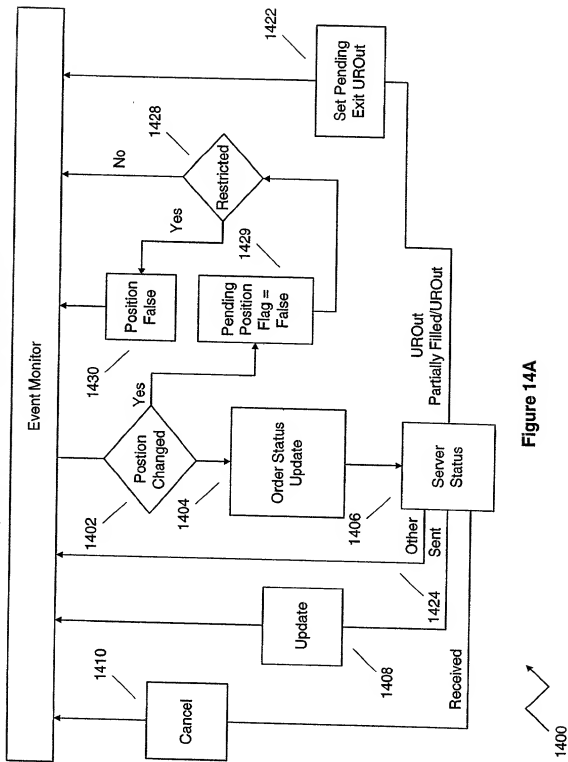 Event Monitor
1410
Cancel
Update
1408
1424
1402
Postion
Changed
Yes
1404
Order Status
Update
1406
Server
Status
Other
Sent
Received
1430
Position
False
Yes
No
1428
Restricted
1429
Pending
Position
Flag =
False
1422
Set Pending
Exit UROut
UROut
Partially Filled/UROut
1400
Figure 14A